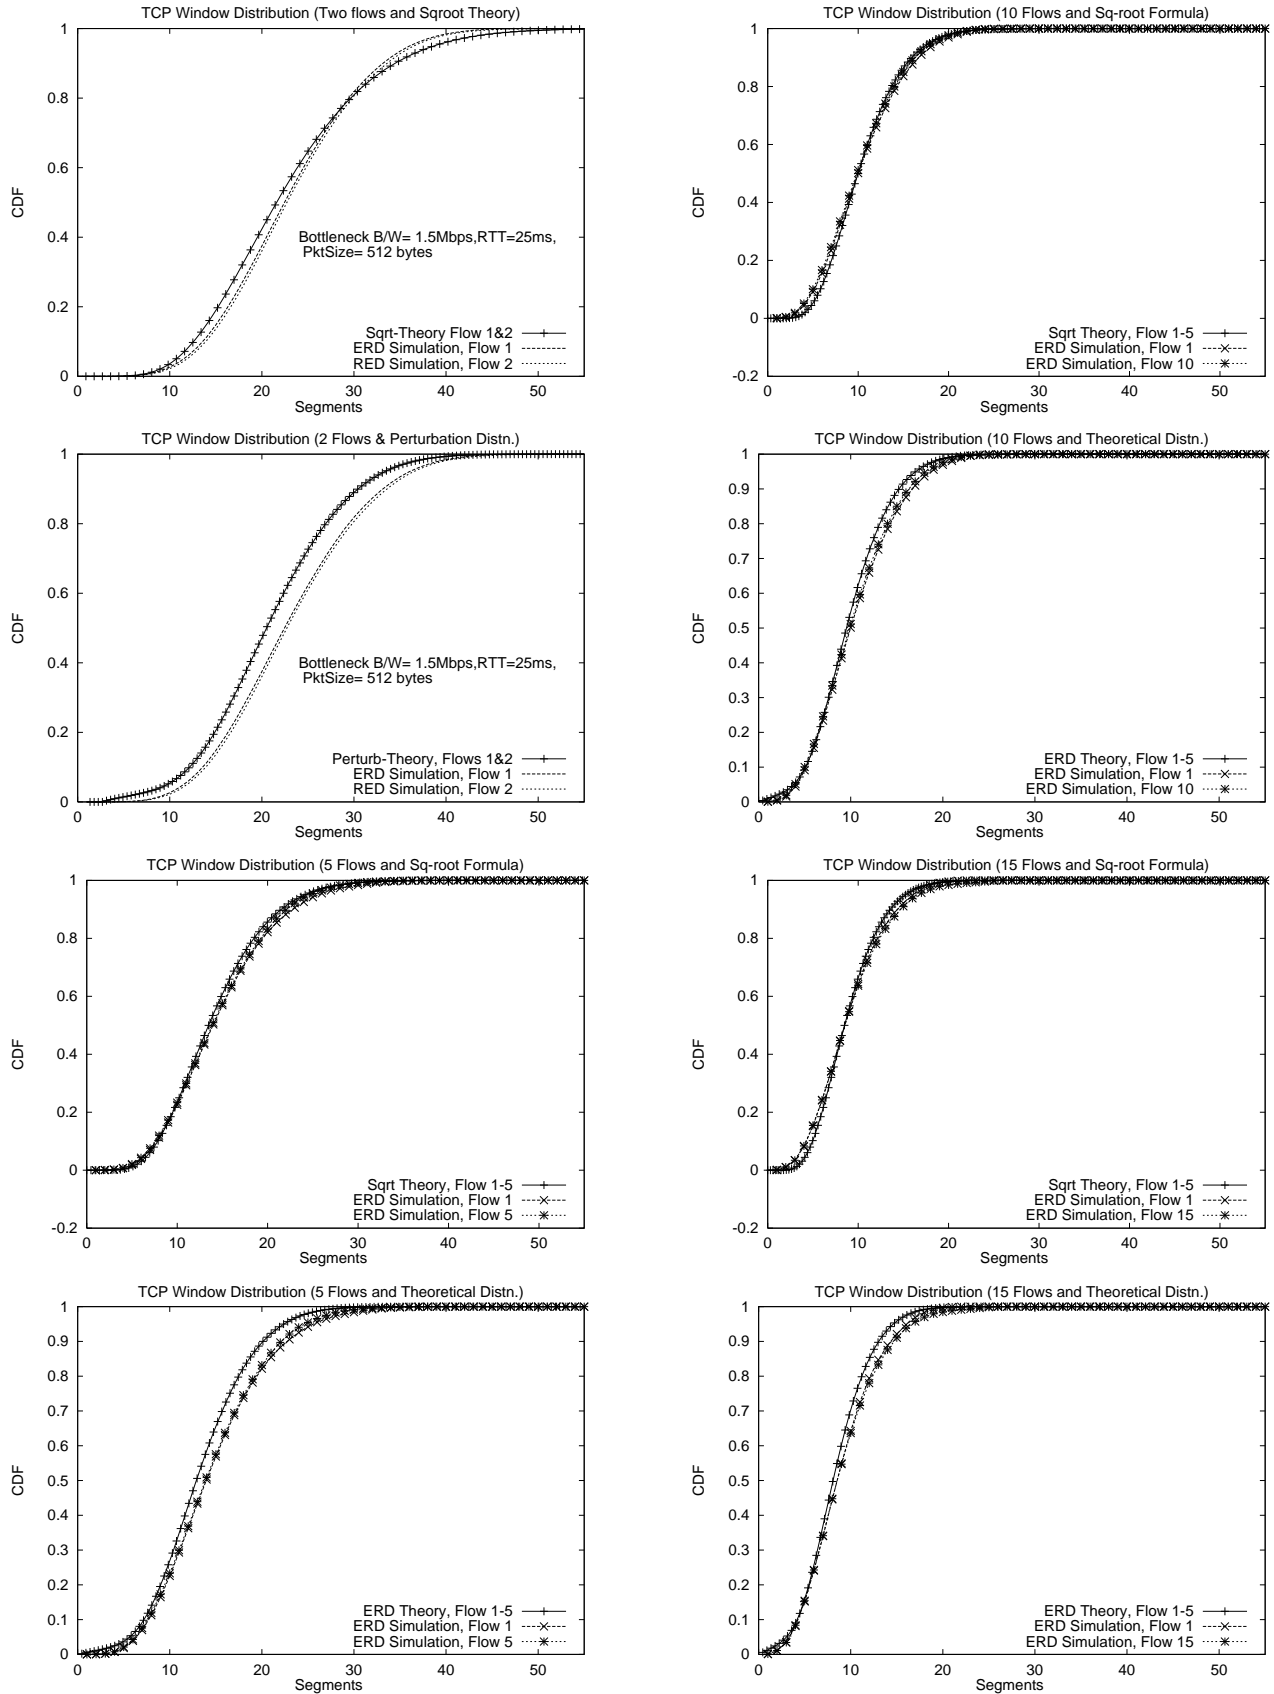 TCP Window Distribution (Two flows and Sqroot Theory)
1
0.8
0.6
0.4
0.2
0
CDF
Bottleneck B/W= 1.5Mbps,RTT=25ms,
PktSize= 512 bytes
Sqrt-Theory Flow 1&2
ERD Simulation, Flow 1
RED Simulation, Flow 2
0 10 20 30 40 50
Segments
TCP Window Distribution (10 Flows and Sq-root Formula)
1
0.8
0.6
0.4
0.2
0
-0.2
CDF
Sqrt Theory, Flow 1-5
ERD Simulation, Flow 1
ERD Simulation, Flow 10
0 10 20 30 40 50
Segments
TCP Window Distribution (2 Flows & Perturbation Distn.)
1
0.8
0.6
0.4
0.2
0
CDF
Bottleneck B/W= 1.5Mbps,RTT=25ms,
PktSize= 512 bytes
Perturb-Theory, Flows 1&2
ERD Simulation, Flow 1
RED Simulation, Flow 2
0 10 20 30 40 50
Segments
TCP Window Distribution (10 Flows and Theoretical Distn.)
1
0.9
0.8
0.7
0.6
0.5
0.4
0.3
0.2
0.1
0
CDF
ERD Theory, Flow 1-5
ERD Simulation, Flow 1
ERD Simulation, Flow 10
0 10 20 30 40 50
Segments
TCP Window Distribution (5 Flows and Sq-root Formula)
1
0.8
0.6
0.4
0.2
0
-0.2
CDF
Sqrt Theory, Flow 1-5
ERD Simulation, Flow 1
ERD Simulation, Flow 5
0 10 20 30 40 50
Segments
TCP Window Distribution (15 Flows and Sq-root Formula)
1
0.8
0.6
0.4
0.2
0
-0.2
CDF
Sqrt Theory, Flow 1-5
ERD Simulation, Flow 1
ERD Simulation, Flow 15
0 10 20 30 40 50
Segments
TCP Window Distribution (5 Flows and Theoretical Distn.)
1
0.9
0.8
0.7
0.6
0.5
0.4
0.3
0.2
0.1
0
CDF
ERD Theory, Flow 1-5
ERD Simulation, Flow 1
ERD Simulation, Flow 5
0 10 20 30 40 50
Segments
TCP Window Distribution (15 Flows and Theoretical Distn.)
1
0.9
0.8
0.7
0.6
0.5
0.4
0.3
0.2
0.1
0
CDF
ERD Theory, Flow 1-5
ERD Simulation, Flow 1
ERD Simulation, Flow 15
0 10 20 30 40 50
Segments